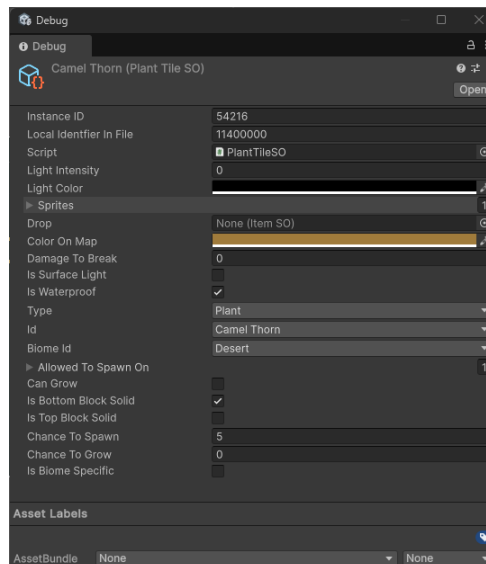 Debug
Debug
Camel Thorn (Plant Tile SO)
Open
Instance ID 54216
Local Identfier In File 11400000
Script PlantTileSO
Light Intensity 0
Light Color
Sprites 1
Drop None (Item SO)
Color On Map
Damage To Break 0
Is Surface Light
Is Waterproof
Type Plant
Id Camel Thorn
Biome Id Desert
Allowed To Spawn On 1
Can Grow
Is Bottom Block Solid
Is Top Block Solid
Chance To Spawn 5
Chance To Grow 0
Is Biome Specific
Asset Labels
AssetBundle None None